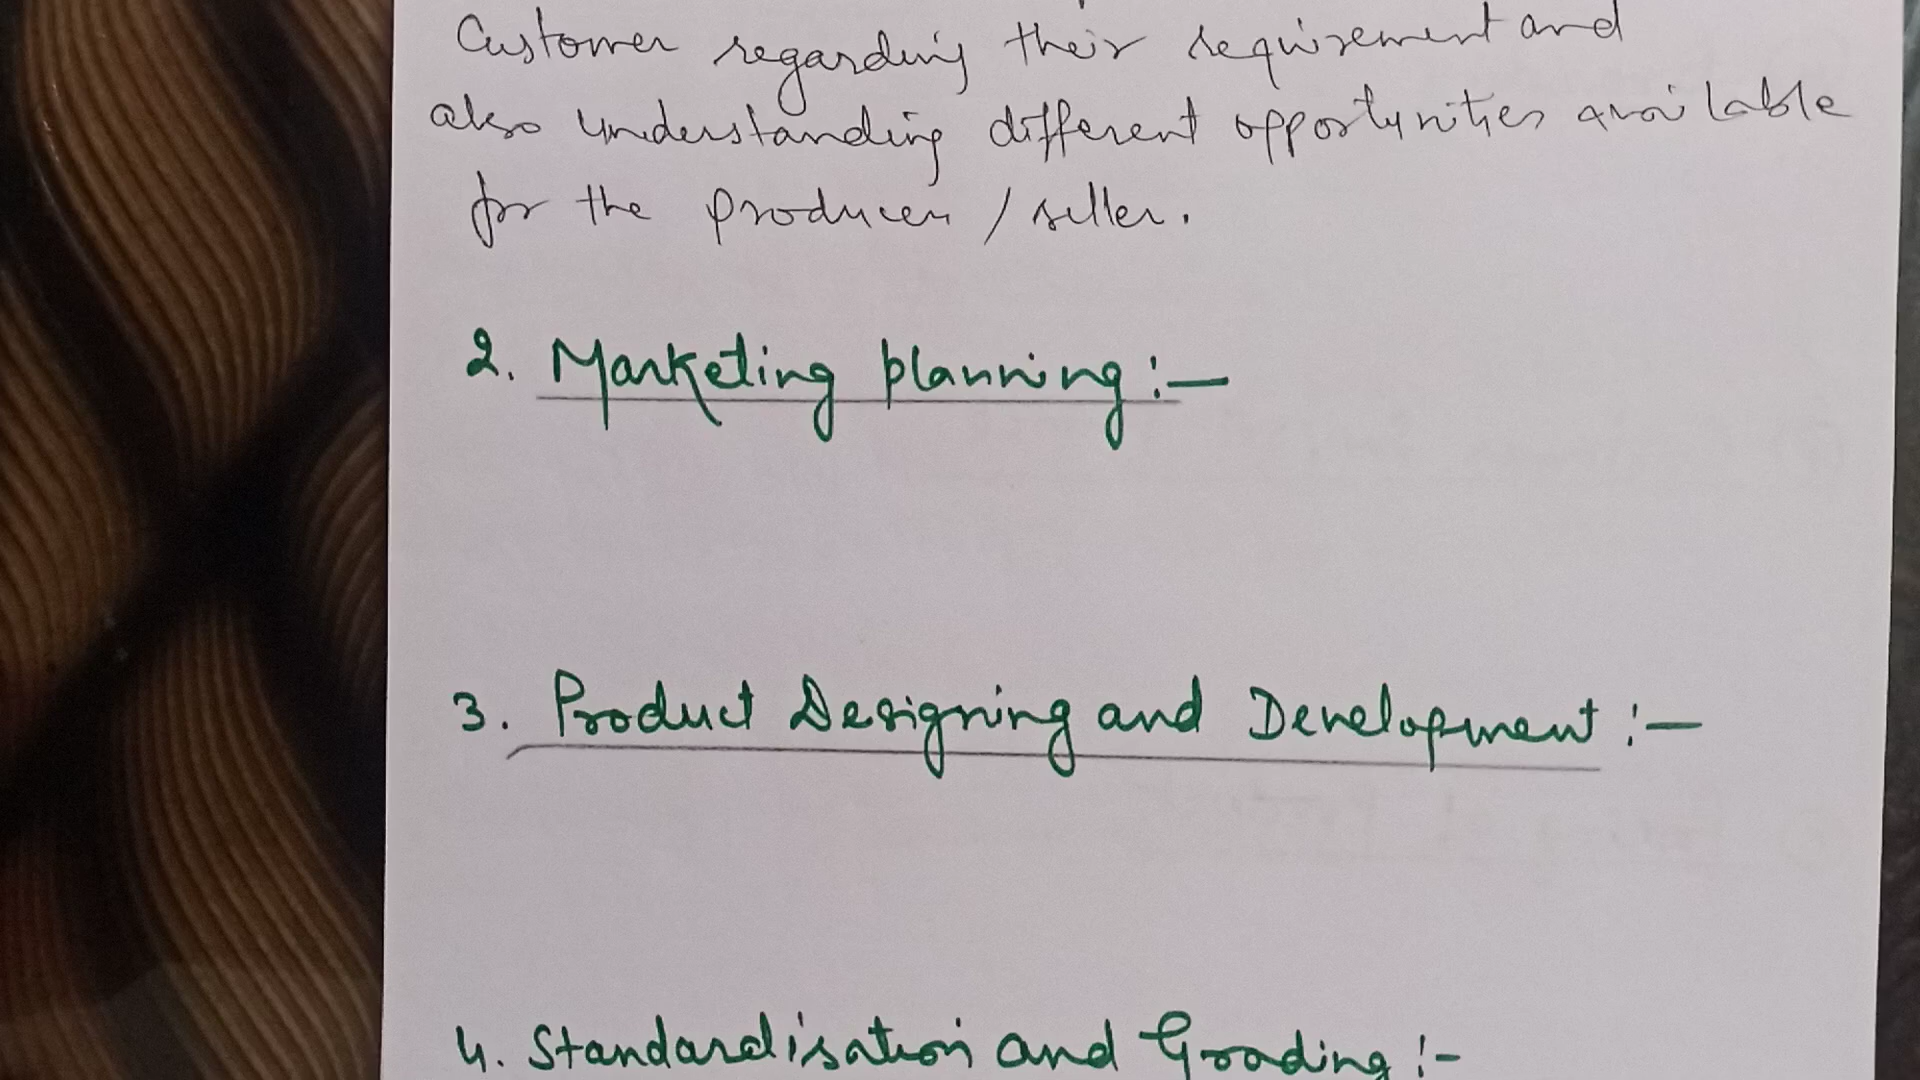 Customer regarding their requirement and
also understanding different opportunities available
for the producer / seller.
2. Marketing planning :-
3. Product Designing and Development :-
4. Standardisation and Grading :-